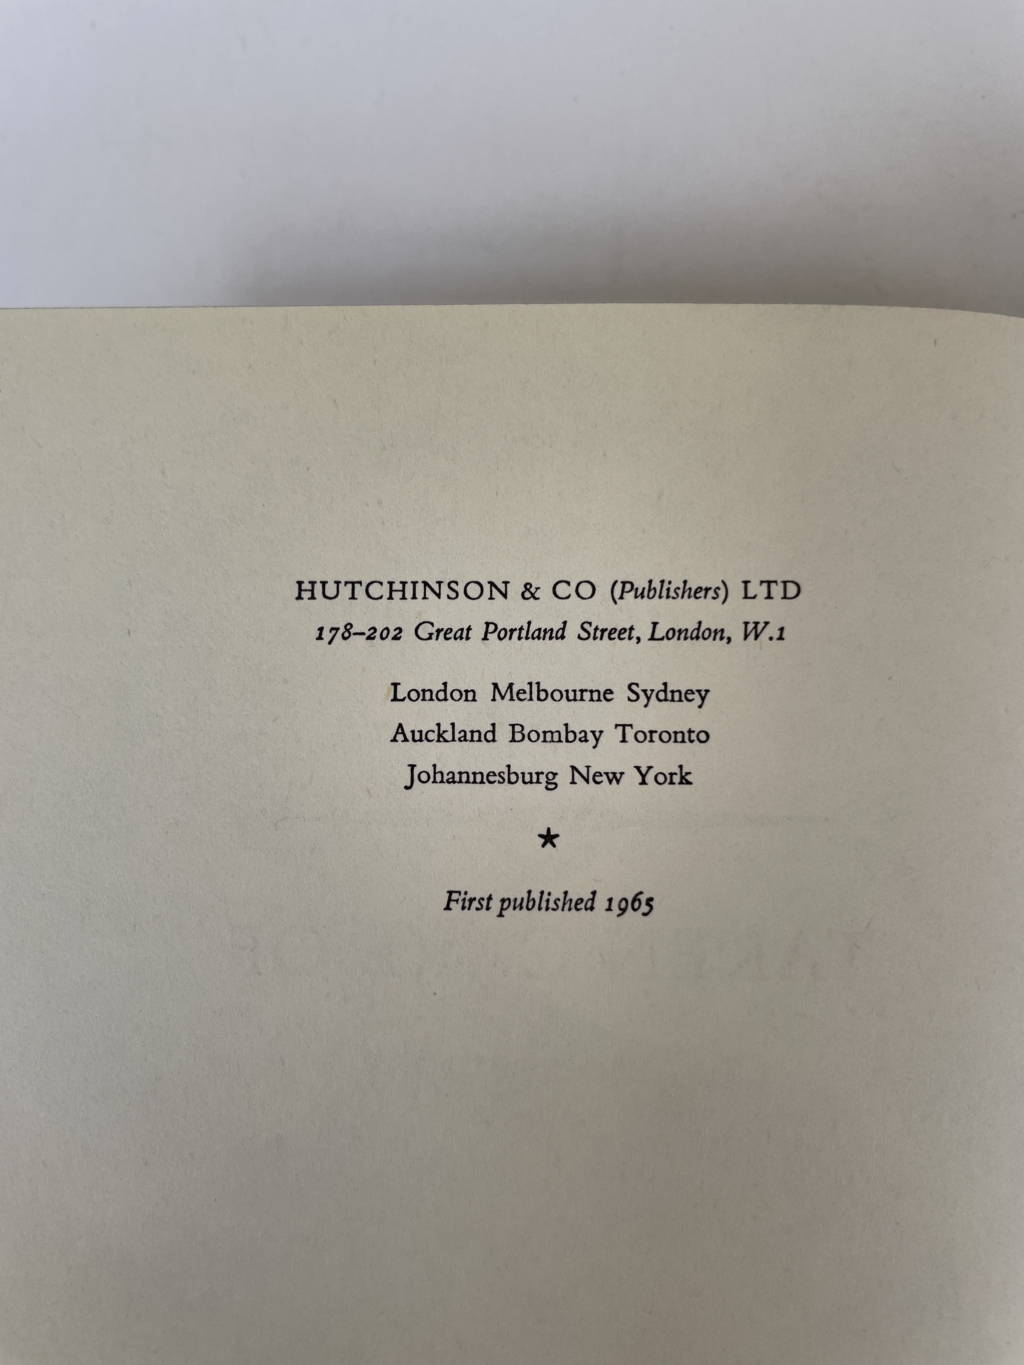 HUTCHINSON & CO (Publishers) LTD
178–202 Great Portland Street, London, W.1
London Melbourne Sydney
Auckland Bombay Toronto
Johannesburg New York
★
First published 1965